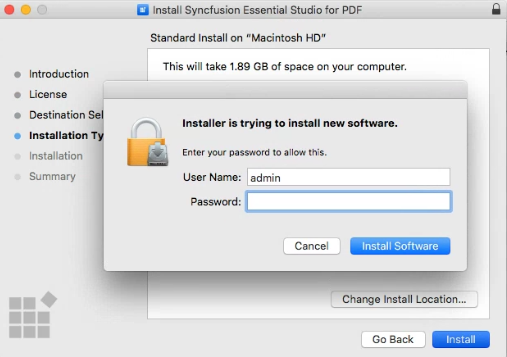 Install Syncfusion Essential Studio for PDF
Standard Install on “Macintosh HD”
Introduction
License
Destination Sel
Installation Ty
Installation
Summary
This will take 1.89 GB of space on your computer.
Installer is trying to install new software.
Enter your password to allow this.
User Name: admin
Password:
Cancel Install Software
Change Install Location...
Go Back Install